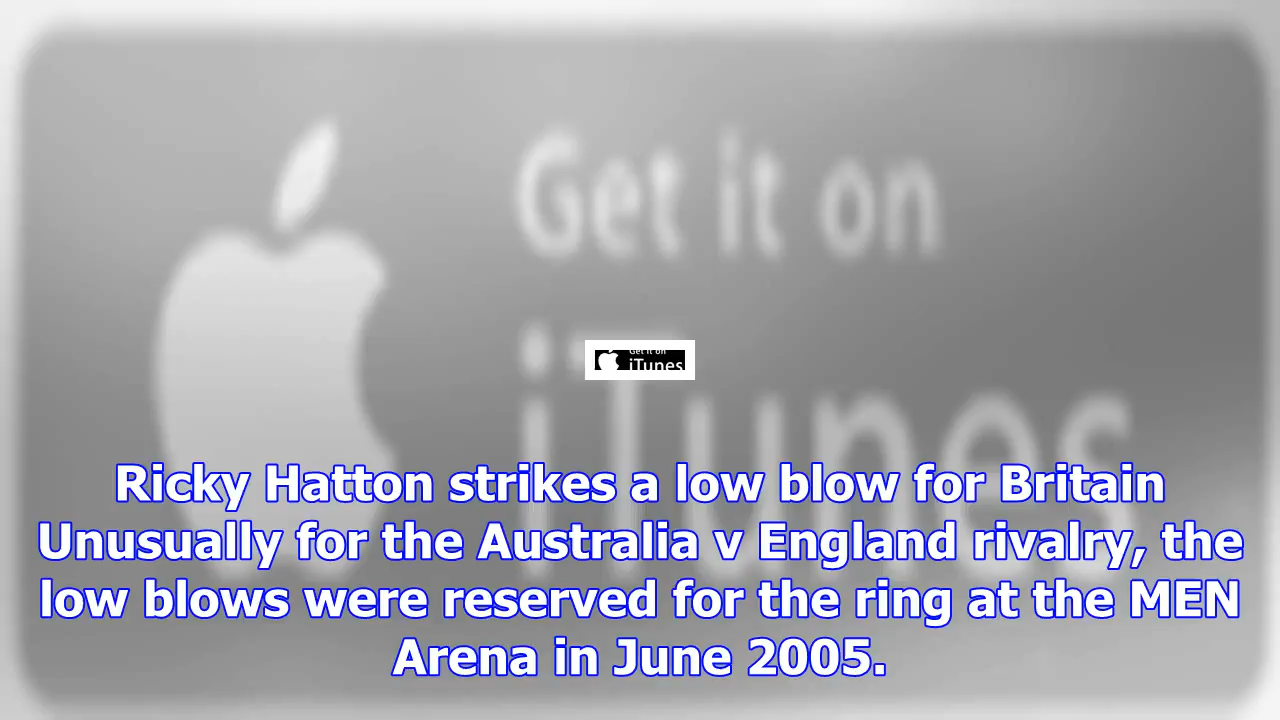 Get it on
iTunes
Get it on
iTunes
Ricky Hatton strikes a low blow for Britain
Unusually for the Australia v England rivalry, the
low blows were reserved for the ring at the MEN
Arena in June 2005.